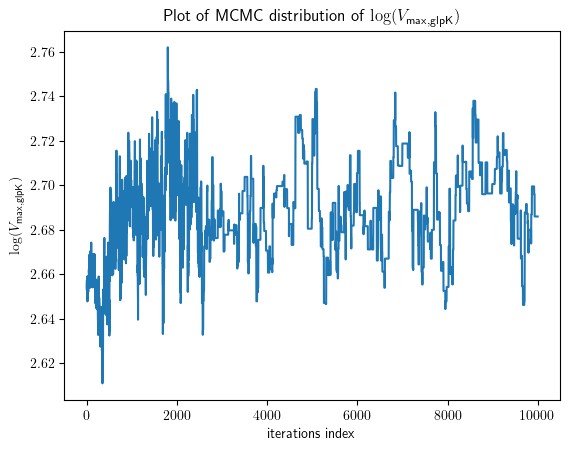 Plot of MCMC distribution of log(V_max,glpK)
2.76
2.74
2.72
2.70
2.68
2.66
2.64
2.62
log(V_max,glpK)
0 2000 4000 6000 8000 10000
iterations index